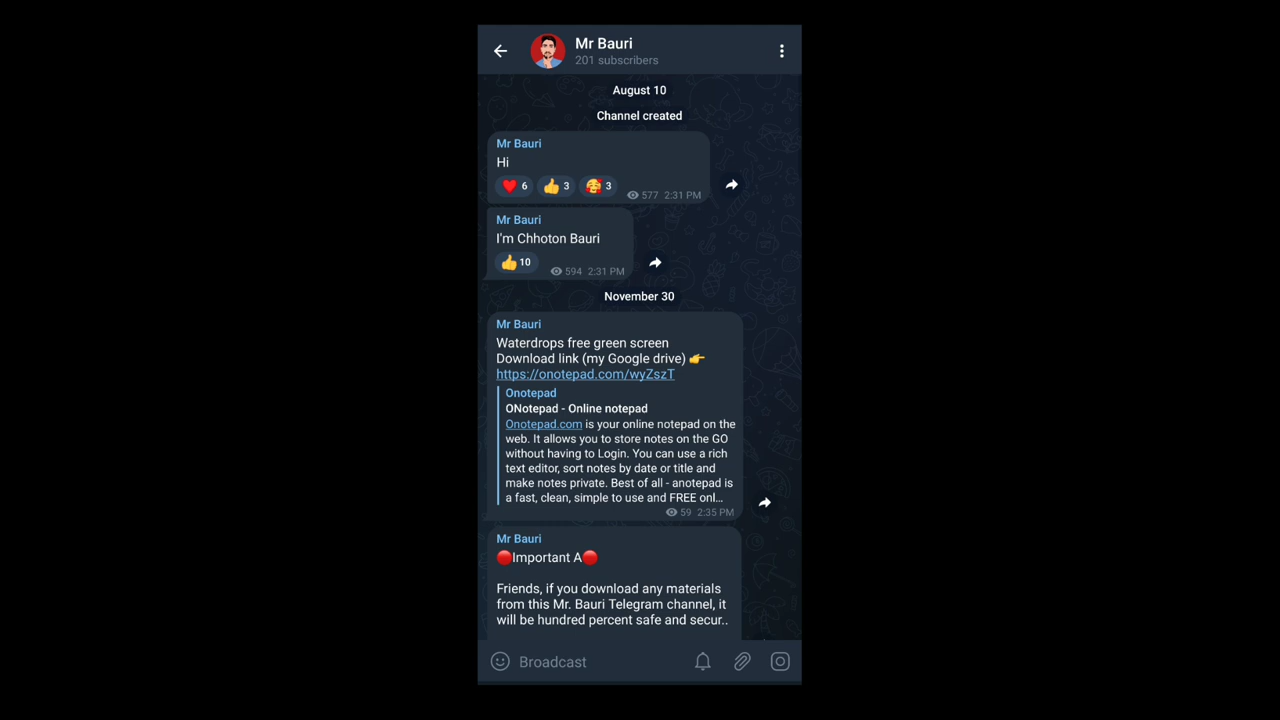 Mr Bauri
201 subscribers
August 10
Channel created
Mr Bauri
Hi
❤️ 6 👍 3 🥰 3 577 2:31 PM
Mr Bauri
I'm Chhoton Bauri
👍 10 594 2:31 PM
November 30
Mr Bauri
Waterdrops free green screen
Download link (my Google drive) 👉
https://onotepad.com/wyZszT
Onotepad
ONotepad - Online notepad
Onotepad.com is your online notepad on the
web. It allows you to store notes on the GO
without having to Login. You can use a rich
text editor, sort notes by date or title and
make notes private. Best of all - anotepad is
a fast, clean, simple to use and FREE onl...
59 2:35 PM
Mr Bauri
🔴Important A🔴
Friends, if you download any materials
from this Mr. Bauri Telegram channel, it
will be hundred percent safe and secur..
Broadcast